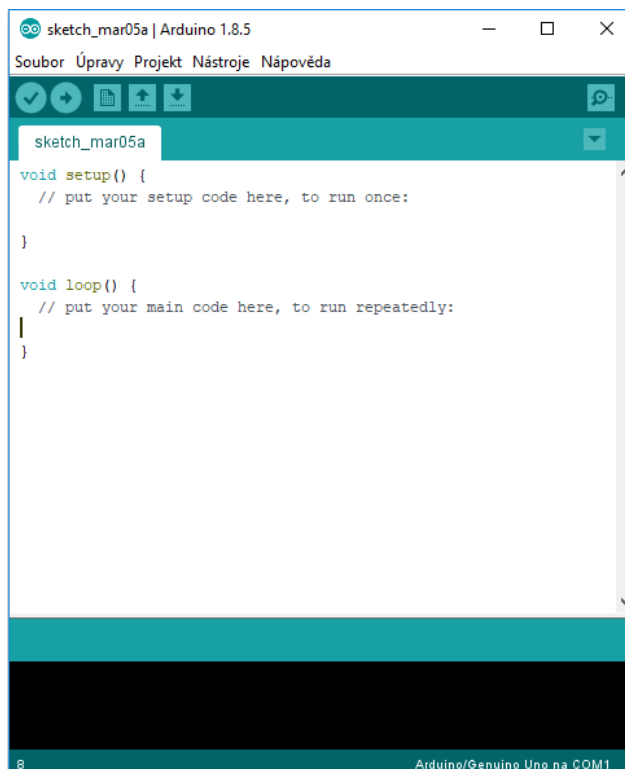 sketch_mar05a | Arduino 1.8.5
Soubor Úpravy Projekt Nástroje Nápověda
sketch_mar05a
void setup() {
  // put your setup code here, to run once:
}
void loop() {
  // put your main code here, to run repeatedly:
}
8 Arduino/Genuino Uno na COM1